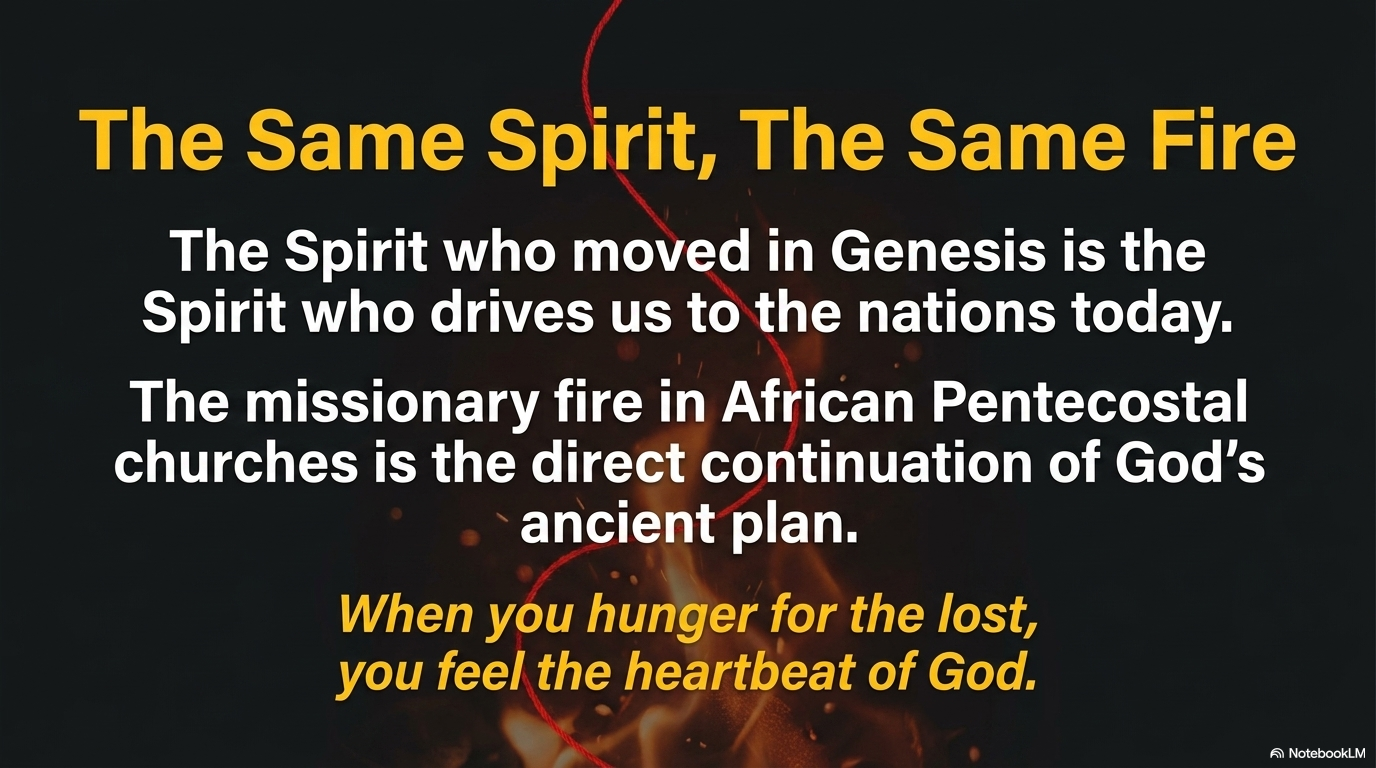 The Same Spirit, The Same Fire
The Spirit who moved in Genesis is the
Spirit who drives us to the nations today.
The missionary fire in African Pentecostal
churches is the direct continuation of God’s
ancient plan.
When you hunger for the lost,
you feel the heartbeat of God.
NotebookLM